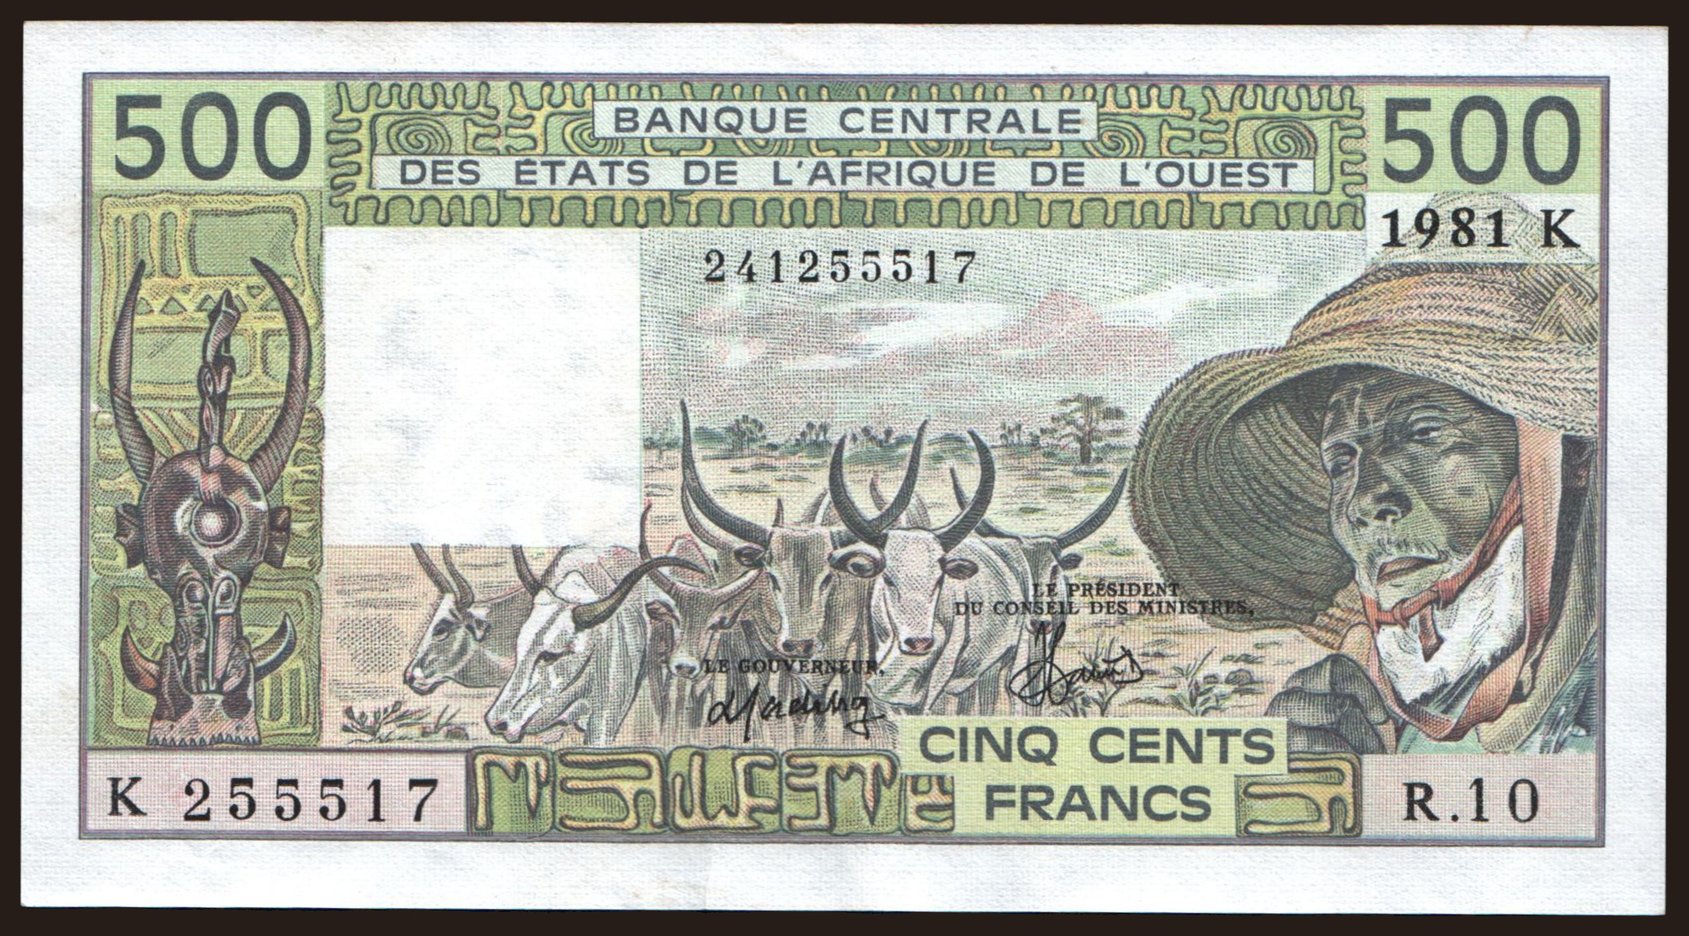 500
BANQUE CENTRALE
DES ÉTATS DE L'AFRIQUE DE L'OUEST
500
1981 K
241255517
LE PRÉSIDENT
DU CONSEIL DES MINISTRES,
LE GOUVERNEUR,
CINQ CENTS
FRANCS
K 255517
R.10